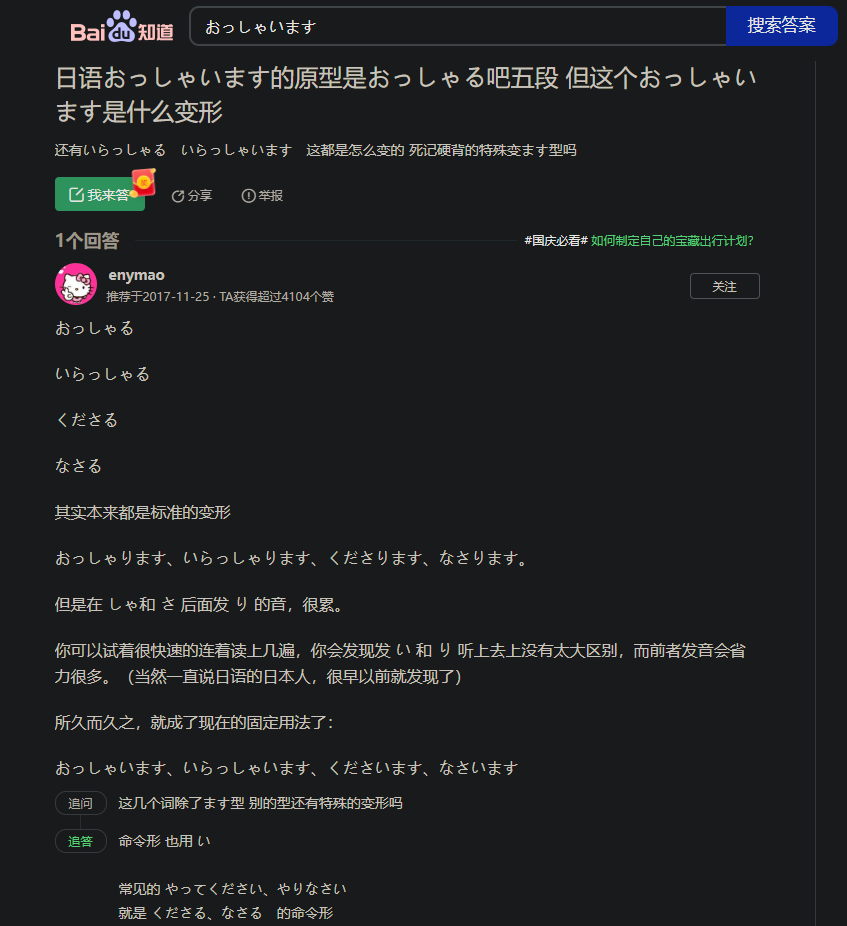 Bai du 知道
おっしゃいます
搜索答案
日语おっしゃいます的原型是おっしゃる吧五段 但这个おっしゃい
ます是什么变形
还有いらっしゃる　いらっしゃいます　这都是怎么变的 死记硬背的特殊变ます型吗
我来答
分享
举报
1个回答
#国庆必看# 如何制定自己的宝藏出行计划?
enymao
推荐于2017-11-25 · TA获得超过4104个赞
关注
おっしゃる
いらっしゃる
くださる
なさる
其实本来都是标准的变形
おっしゃります、いらっしゃります、くださります、なさります。
但是在 しゃ和 さ 后面发 り 的音，很累。
你可以试着很快速的连着读上几遍，你会发现发 い 和 り 听上去上没有太大区别，而前者发音会省
力很多。（当然一直说日语的日本人，很早以前就发现了）
所久而久之，就成了现在的固定用法了：
おっしゃいます、いらっしゃいます、くださいます、なさいます
追问
这几个词除了ます型 别的型还有特殊的变形吗
追答
命令形 也用 い
常见的 やってください、やりなさい
就是 くださる、なさる　的命令形